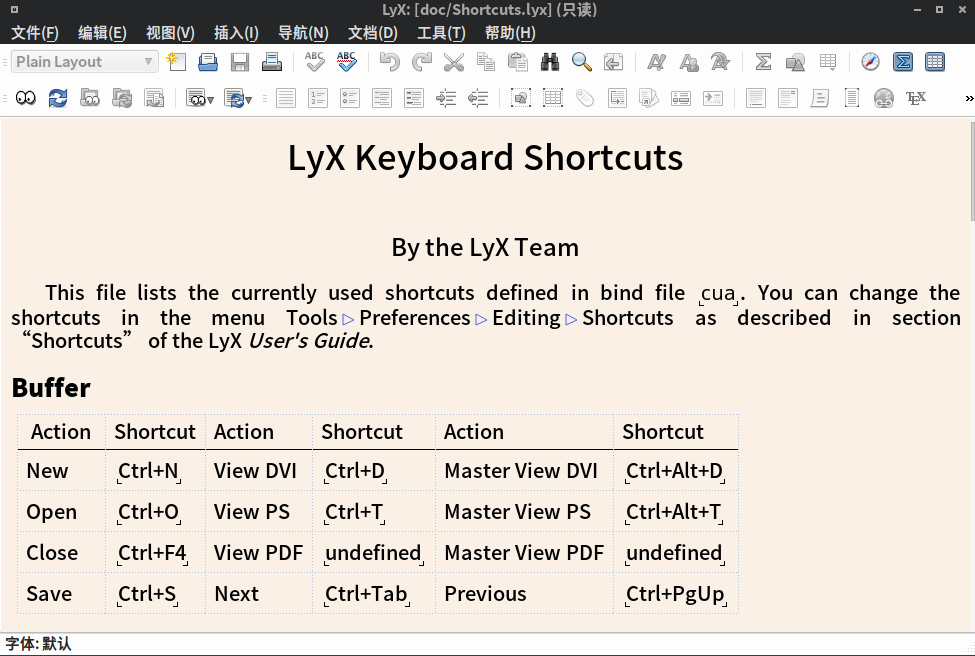 LyX: [doc/Shortcuts.lyx] (只读)
文件(F) 编辑(E) 视图(V) 插入(I) 导航(N) 文档(D) 工具(T) 帮助(H)
Plain Layout
ABC ABC
TEX »
LyX Keyboard Shortcuts
By the LyX Team
This file lists the currently used shortcuts defined in bind file cua. You can change the
shortcuts in the menu Tools▷Preferences▷Editing▷Shortcuts as described in section
“Shortcuts” of the LyX User's Guide.
Buffer
Action Shortcut Action Shortcut Action Shortcut
New Ctrl+N View DVI Ctrl+D Master View DVI Ctrl+Alt+D
Open Ctrl+O View PS Ctrl+T Master View PS Ctrl+Alt+T
Close Ctrl+F4 View PDF undefined Master View PDF undefined
Save Ctrl+S Next Ctrl+Tab Previous Ctrl+PgUp
字体: 默认